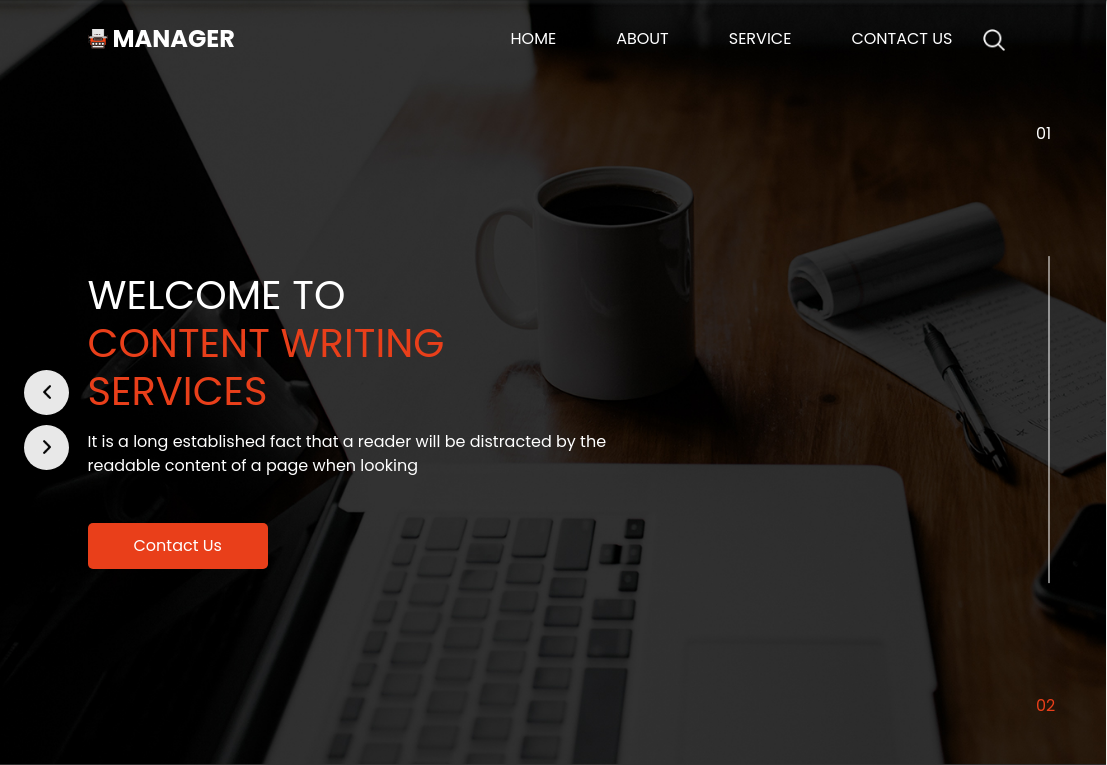 MANAGER
HOME ABOUT SERVICE CONTACT US
01
WELCOME TO
CONTENT WRITING
SERVICES
It is a long established fact that a reader will be distracted by the
readable content of a page when looking
Contact Us
02